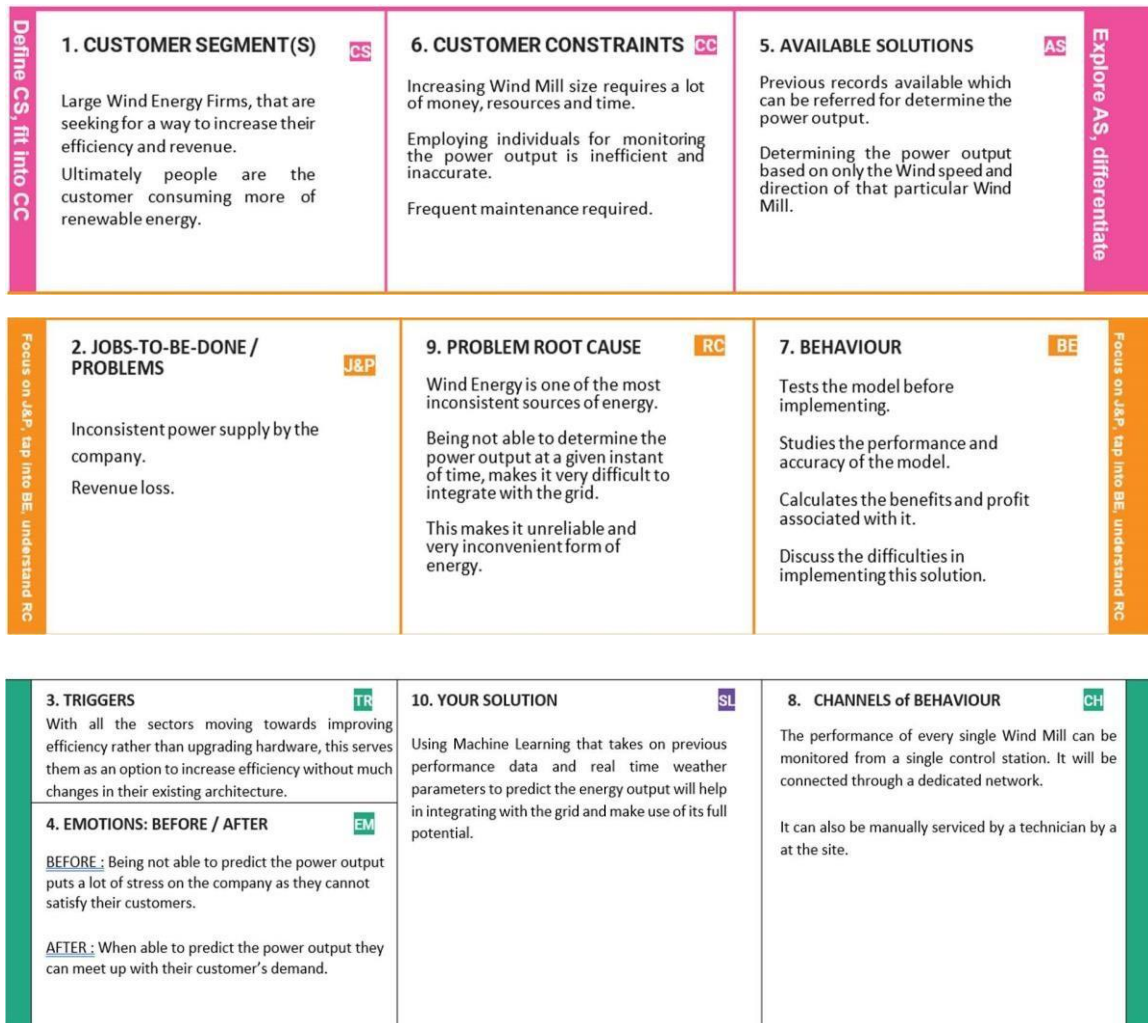 Define CS, fit into CC
1. CUSTOMER SEGMENT(S)
CS
Large Wind Energy Firms, that are
seeking for a way to increase their
efficiency and revenue.
Ultimately people are the
customer consuming more of
renewable energy.
6. CUSTOMER CONSTRAINTS
CC
Increasing Wind Mill size requires a lot
of money, resources and time.
Employing individuals for monitoring
the power output is inefficient and
inaccurate.
Frequent maintenance required.
5. AVAILABLE SOLUTIONS
AS
Previous records available which
can be referred for determine the
power output.
Determining the power output
based on only the Wind speed and
direction of that particular Wind
Mill.
Explore AS, differentiate
Focus on J&P, tap into BE, understand RC
2. JOBS-TO-BE-DONE /
PROBLEMS
J&P
Inconsistent power supply by the
company.
Revenue loss.
9. PROBLEM ROOT CAUSE
RC
Wind Energy is one of the most
inconsistent sources of energy.
Being not able to determine the
power output at a given instant
of time, makes it very difficult to
integrate with the grid.
This makes it unreliable and
very inconvenient form of
energy.
7. BEHAVIOUR
BE
Tests the model before
implementing.
Studies the performance and
accuracy of the model.
Calculates the benefits and profit
associated with it.
Discuss the difficulties in
implementing this solution.
Focus on J&P, tap into BE, understand RC
3. TRIGGERS
TR
With all the sectors moving towards improving
efficiency rather than upgrading hardware, this serves
them as an option to increase efficiency without much
changes in their existing architecture.
4. EMOTIONS: BEFORE / AFTER
EM
BEFORE : Being not able to predict the power output
puts a lot of stress on the company as they cannot
satisfy their customers.
AFTER : When able to predict the power output they
can meet up with their customer's demand.
10. YOUR SOLUTION
SL
Using Machine Learning that takes on previous
performance data and real time weather
parameters to predict the energy output will help
in integrating with the grid and make use of its full
potential.
8. CHANNELS of BEHAVIOUR
CH
The performance of every single Wind Mill can be
monitored from a single control station. It will be
connected through a dedicated network.
It can also be manually serviced by a technician by a
at the site.